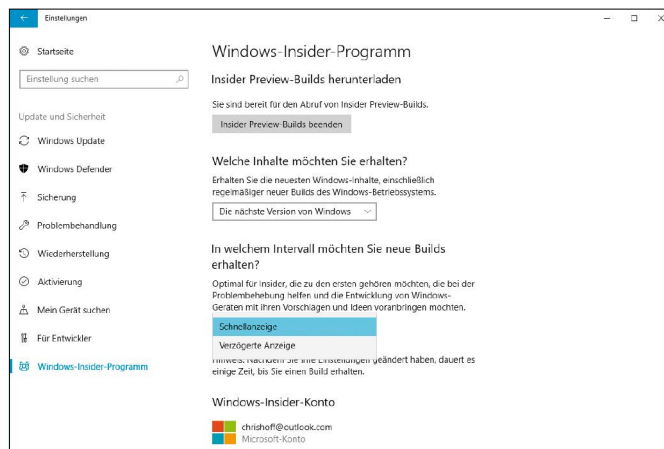 Einstellungen
Startseite
Einstellung suchen
Update und Sicherheit
Windows Update
Windows Defender
Sicherung
Problembehandlung
Wiederherstellung
Aktivierung
Mein Gerät suchen
Für Entwickler
Windows-Insider-Programm
Windows-Insider-Programm
Insider Preview-Builds herunterladen
Sie sind bereit für den Abruf von Insider Preview-Builds.
Insider Preview-Builds beenden
Welche Inhalte möchten Sie erhalten?
Erhalten Sie die neuesten Windows-Inhalte, einschließlich
regelmäßiger neuer Builds des Windows-Betriebssystems.
Die nächste Version von Windows
In welchem Intervall möchten Sie neue Builds
erhalten?
Optimal für Insider, die zu den ersten gehören möchten, die bei der
Problembehebung helfen und die Entwicklung von Windows-
Geräten mit ihren Vorschlägen und Ideen voranbringen möchten.
Schnellanzeige
Verzögerte Anzeige
Hinweis: Nachdem Sie Ihre Einstellungen geändert haben, dauert es
einige Zeit, bis Sie einen Build erhalten.
Windows-Insider-Konto
chrishoff@outlook.com
Microsoft-Konto